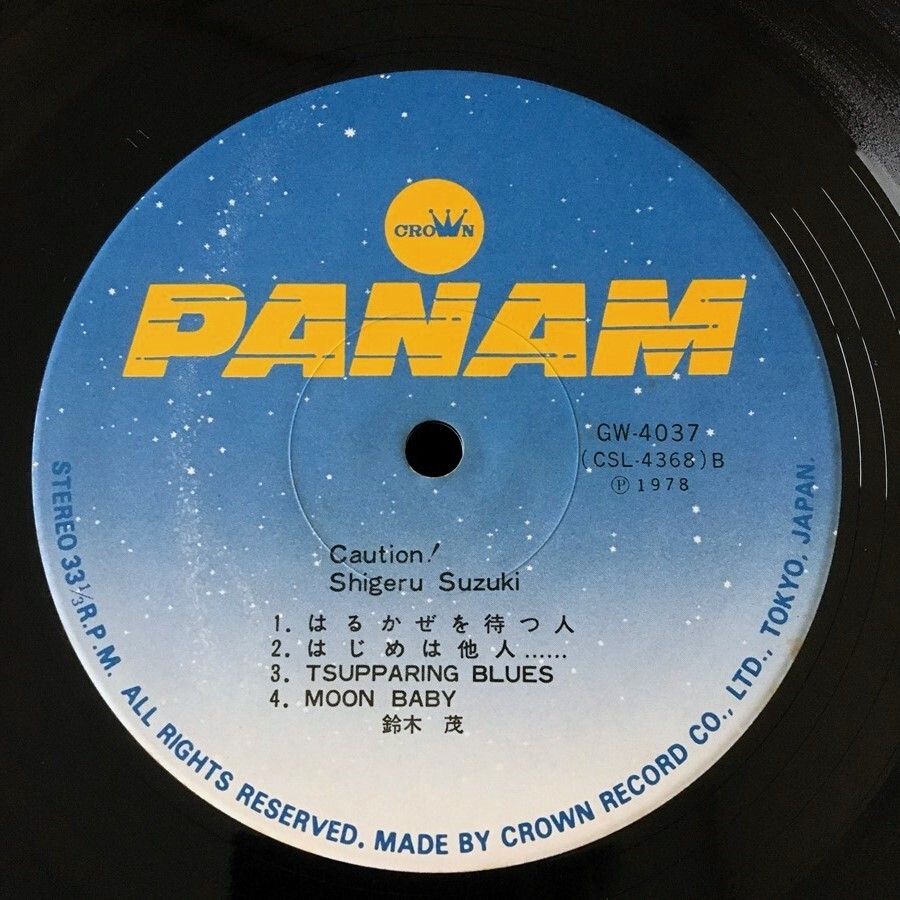 CROWN
PANAM
GW-4037
(CSL-4368)B
Ⓟ1978
Caution!
Shigeru Suzuki
1. はるかぜを待つ人
2. はじめは他人......
3. TSUPPARING BLUES
4. MOON BABY
鈴木 茂
STEREO 33⅓ R.P.M. ALL RIGHTS RESERVED. MADE BY CROWN RECORD CO., LTD., TOKYO, JAPAN.